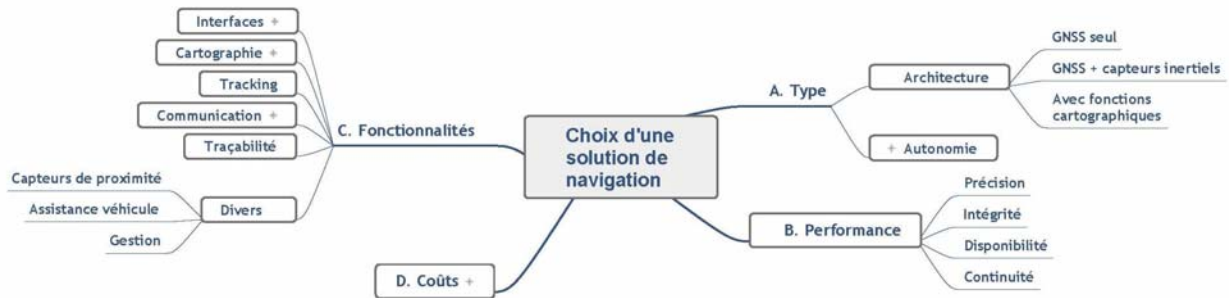 Choix d'une
solution de
navigation
A. Type
Architecture
GNSS seul
GNSS + capteurs inertiels
Avec fonctions
cartographiques
+ Autonomie
B. Performance
Précision
Intégrité
Disponibilité
Continuité
C. Fonctionnalités
Interfaces +
Cartographie +
Tracking
Communication +
Traçabilité
Divers
Capteurs de proximité
Assistance véhicule
Gestion
D. Coûts +